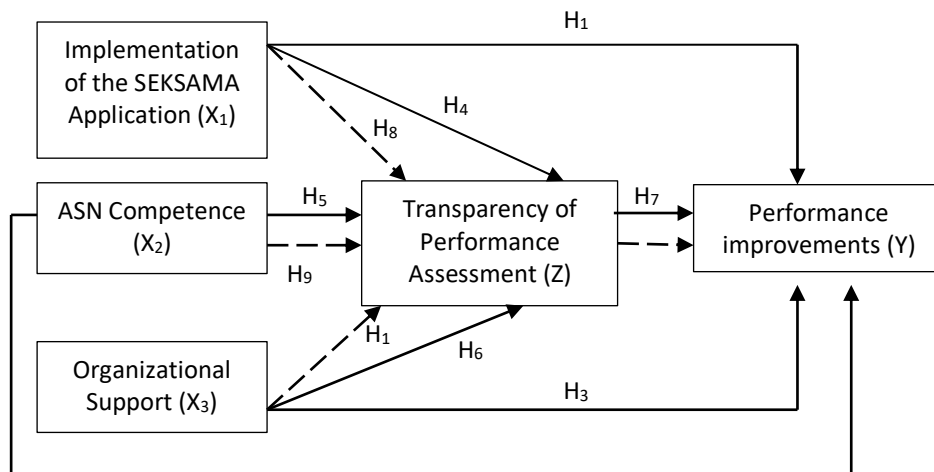 H₁
Implementation
of the SEKSAMA
Application (X₁)
H₄
H₈
ASN Competence
(X₂)
H₅
H₉
Transparency of
Performance
Assessment (Z)
H₇
Performance
improvements (Y)
H₁
H₆
Organizational
Support (X₃)
H₃